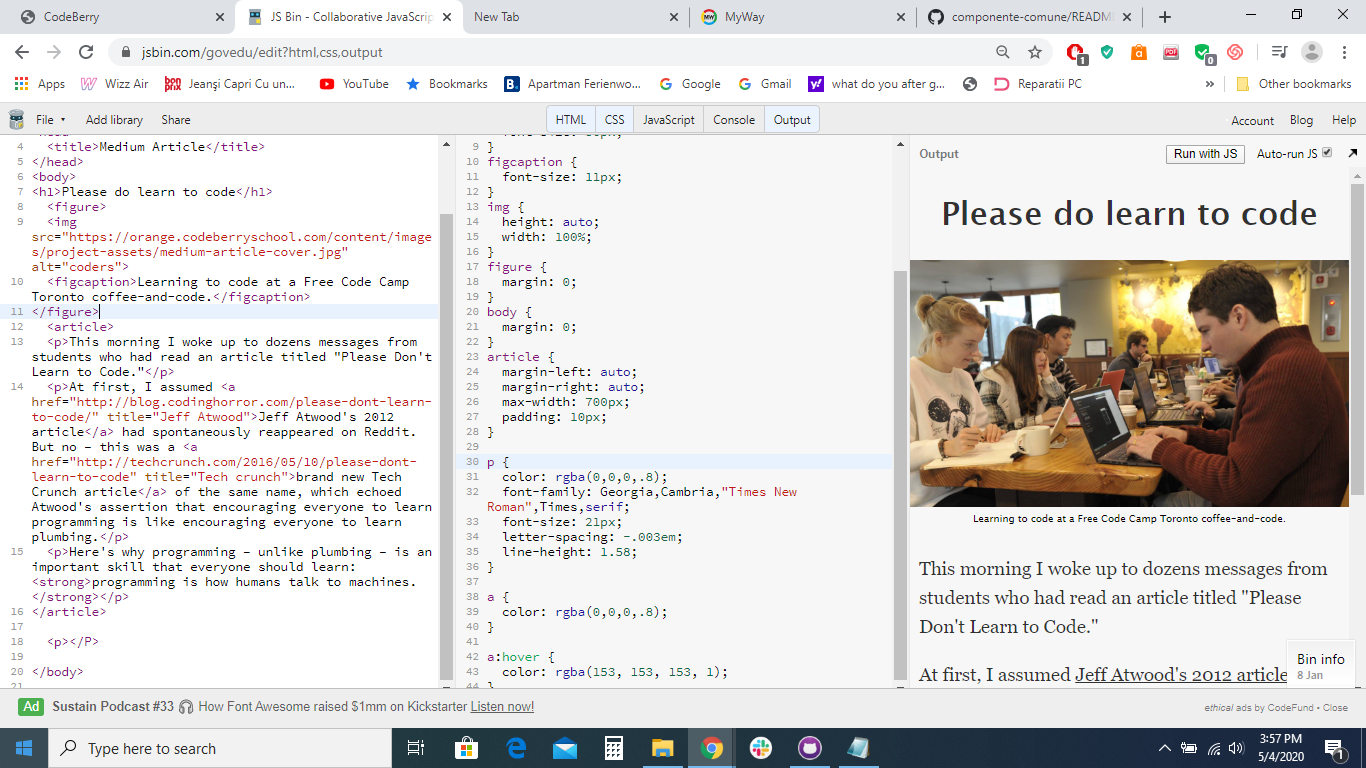 CodeBerry
JS Bin - Collaborative JavaScrip
New Tab
MyWay
componente-comune/README
jsbin.com/govedu/edit?html,css,output
1
0
Apps
Wizz Air
Jeanși Capri Cu un...
YouTube
Bookmarks
Apartman Ferienwo...
Google
Gmail
what do you after g...
Reparatii PC
Other bookmarks
File
Add library
Share
HTML
CSS
JavaScript
Console
Output
Account
Blog
Help
4 <title>Medium Article</title>
5 </head>
6 <body>
7 <h1>Please do learn to code</h1>
8 <figure>
9 <img
src="https://orange.codeberryschool.com/content/image
s/project-assets/medium-article-cover.jpg"
alt="coders">
10 <figcaption>Learning to code at a Free Code Camp
Toronto coffee-and-code.</figcaption>
11 </figure>
12 <article>
13 <p>This morning I woke up to dozens messages from
students who had read an article titled "Please Don't
Learn to Code."</p>
14 <p>At first, I assumed <a
href="http://blog.codinghorror.com/please-dont-learn-
to-code/" title="Jeff Atwood">Jeff Atwood's 2012
article</a> had spontaneously reappeared on Reddit.
But no – this was a <a
href="http://techcrunch.com/2016/05/10/please-dont-
learn-to-code" title="Tech crunch">brand new Tech
Crunch article</a> of the same name, which echoed
Atwood's assertion that encouraging everyone to learn
programming is like encouraging everyone to learn
plumbing.</p>
15 <p>Here's why programming – unlike plumbing – is an
important skill that everyone should learn:
<strong>programming is how humans talk to machines.
</strong></p>
16 </article>
17
18 <p></P>
19
20 </body>
21
9 }
10 figcaption {
11 font-size: 11px;
12 }
13 img {
14 height: auto;
15 width: 100%;
16 }
17 figure {
18 margin: 0;
19 }
20 body {
21 margin: 0;
22 }
23 article {
24 margin-left: auto;
25 margin-right: auto;
26 max-width: 700px;
27 padding: 10px;
28 }
29
30 p {
31 color: rgba(0,0,0,.8);
32 font-family: Georgia,Cambria,"Times New
Roman",Times,serif;
33 font-size: 21px;
34 letter-spacing: -.003em;
35 line-height: 1.58;
36 }
37
38 a {
39 color: rgba(0,0,0,.8);
40 }
41
42 a:hover {
43 color: rgba(153, 153, 153, 1);
44 }
Output
Run with JS
Auto-run JS
Please do learn to code
Learning to code at a Free Code Camp Toronto coffee-and-code.
This morning I woke up to dozens messages from
students who had read an article titled "Please
Don't Learn to Code."
At first, I assumed Jeff Atwood's 2012 article
Bin info
8 Jan
Ad
Sustain Podcast #33 🎧 How Font Awesome raised $1mm on Kickstarter Listen now!
ethical ads by CodeFund • Close
Type here to search
3:57 PM
5/4/2020
1